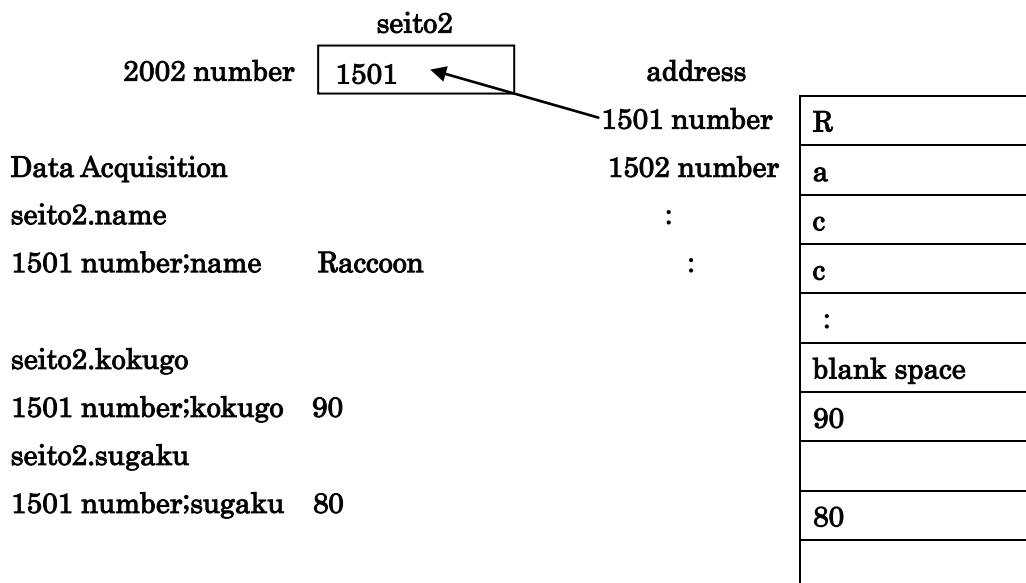 seito2
2002 number 1501 address
1501 number R
Data Acquisition 1502 number a
seito2.name : c
1501 number;name Raccoon : c
:
seito2.kokugo blank space
1501 number;kokugo 90 90
seito2.sugaku
1501 number;sugaku 80 80